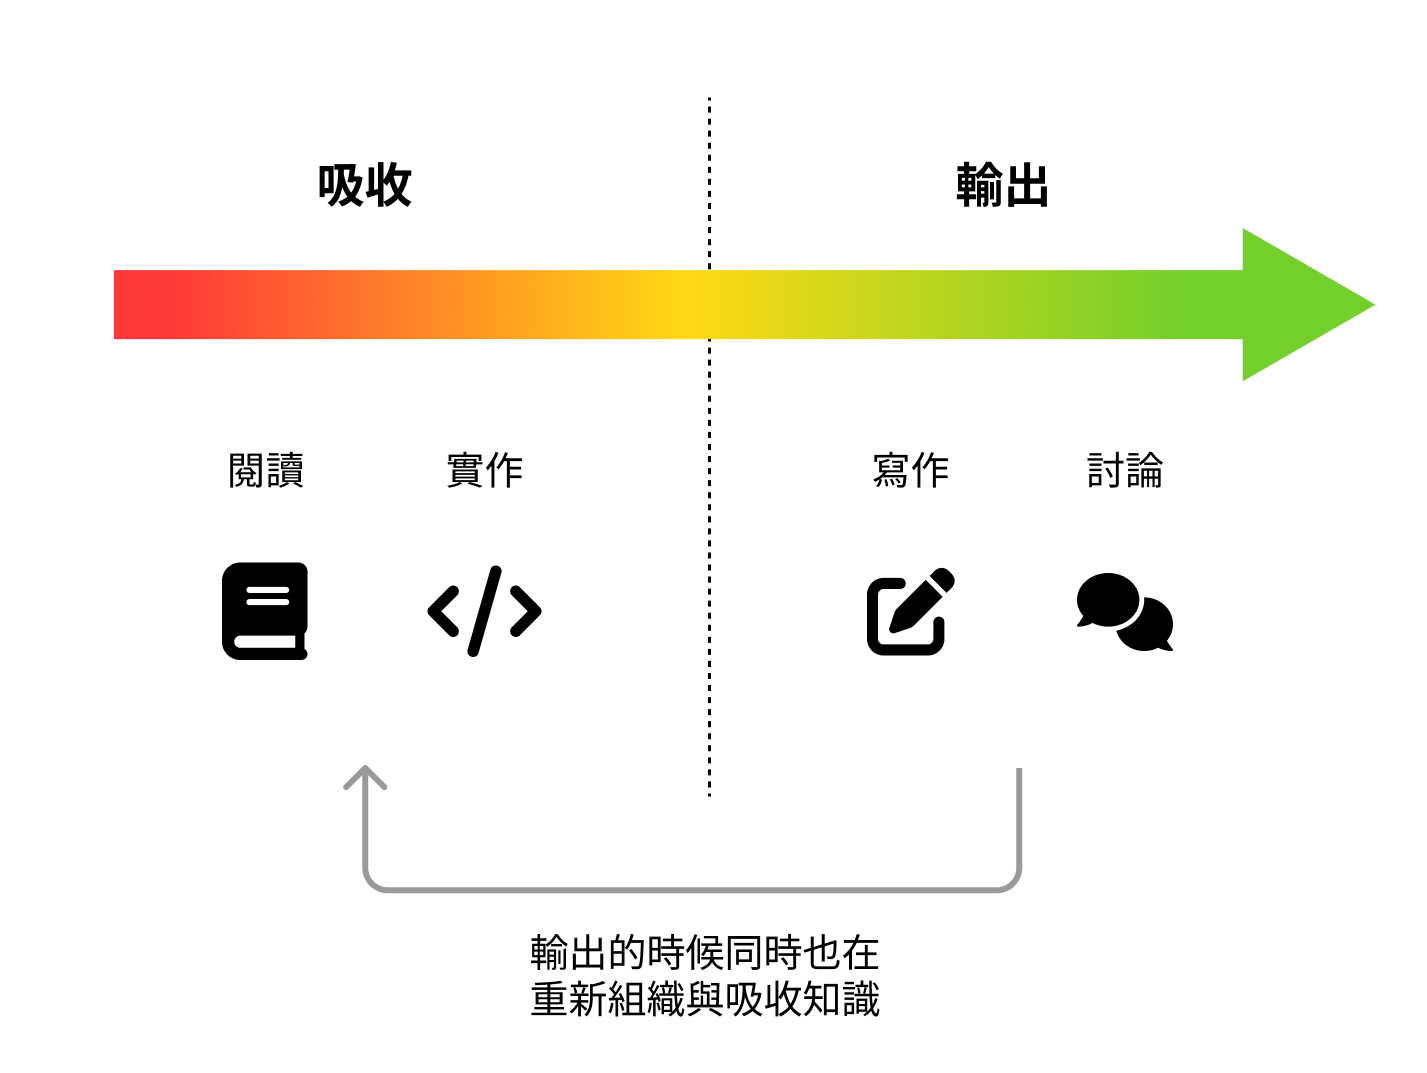 吸收
輸出
閱讀
實作
寫作
討論
輸出的時候同時也在
重新組織與吸收知識